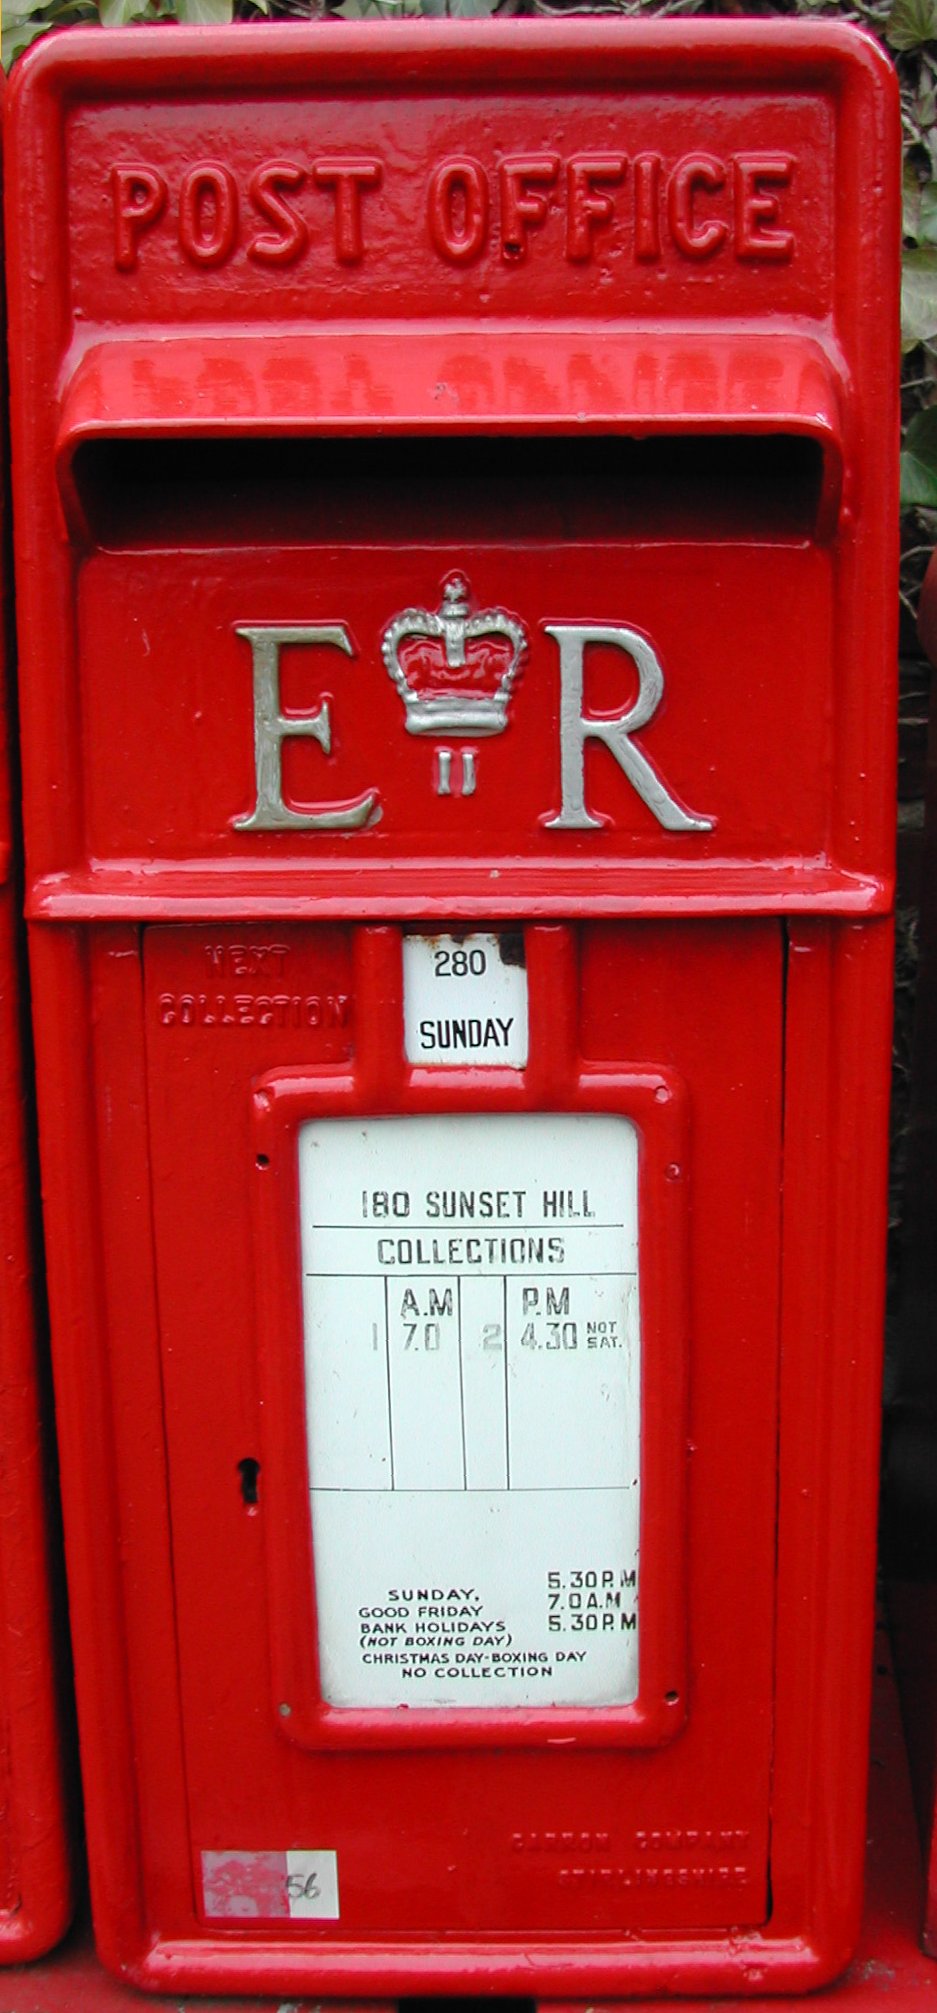 POST OFFICE
E II R
NEXT
COLLECTION
280
SUNDAY
180 SUNSET HILL
COLLECTIONS
A.M P.M
1 7.0 2 4.30 NOT SAT.
SUNDAY, 5.30 P.M
GOOD FRIDAY 7.0 A.M
BANK HOLIDAYS 5.30 P.M
(NOT BOXING DAY)
CHRISTMAS DAY-BOXING DAY
NO COLLECTION
CARRON COMPANY
STIRLINGSHIRE
56